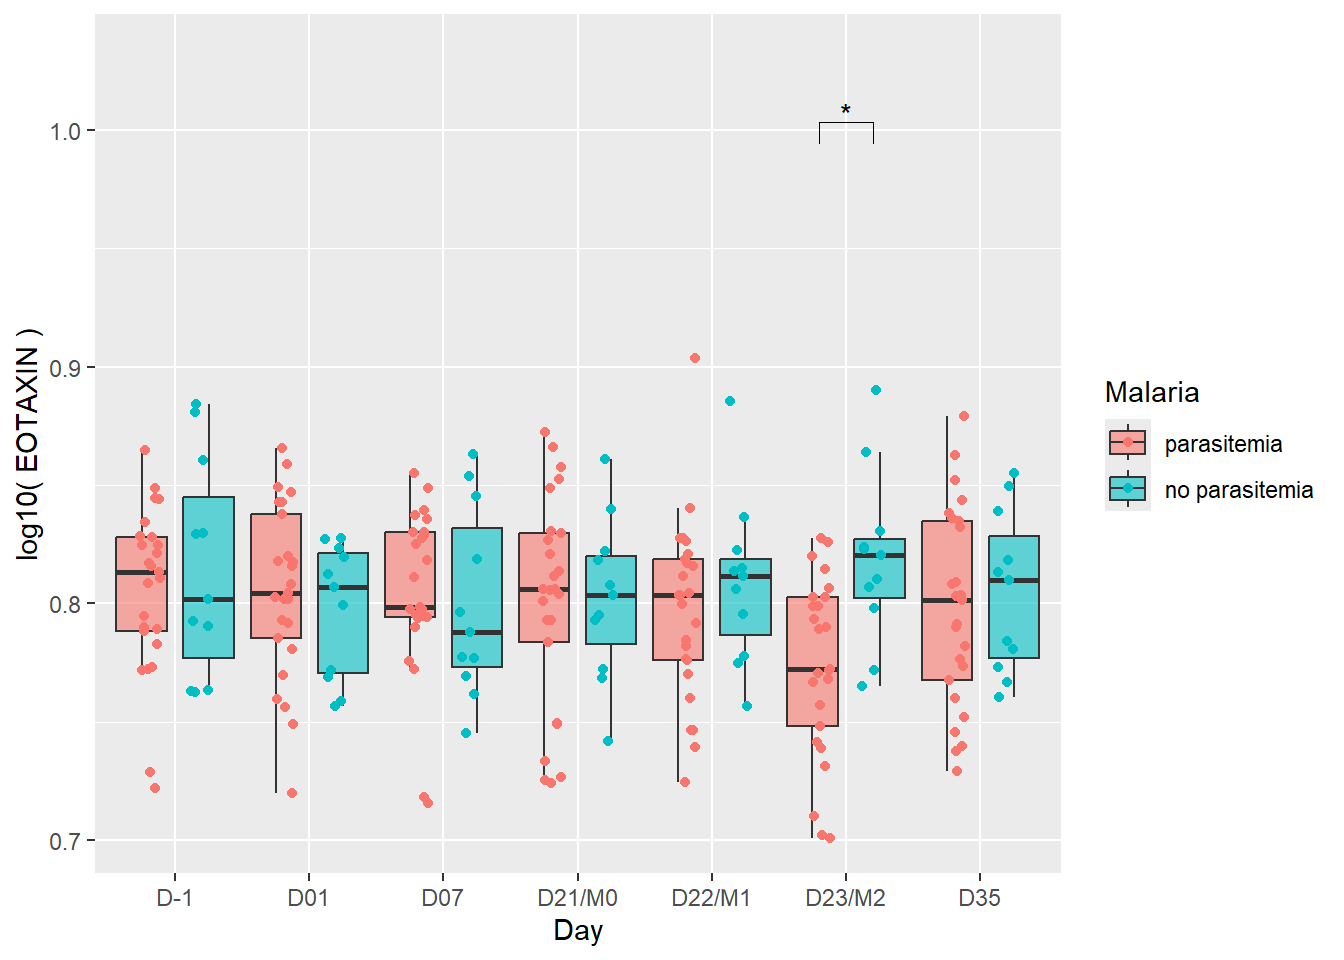 *
1.0
0.9
0.8
0.7
log10( EOTAXIN )
D-1 D01 D07 D21/M0 D22/M1 D23/M2 D35
Day
Malaria
parasitemia
no parasitemia